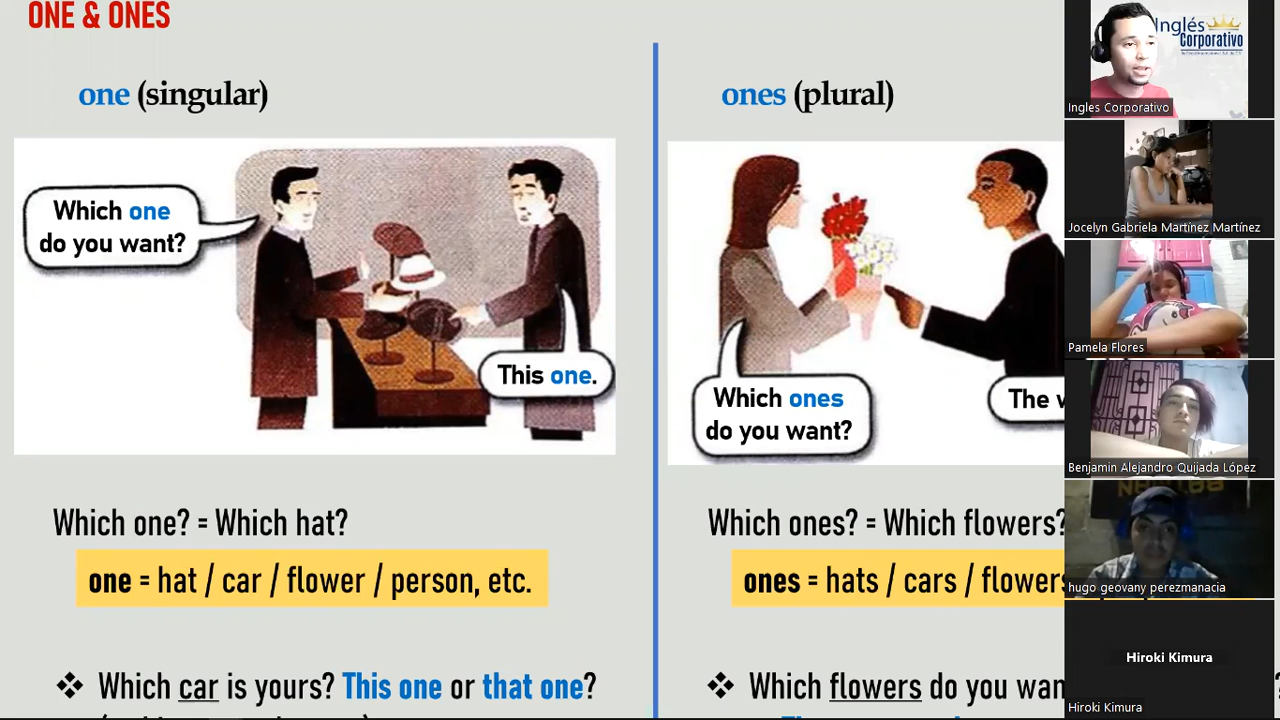 ONE & ONES
one (singular)
Which one
do you want?
This one.
Which one? = Which hat?
one = hat / car / flower / person, etc.
❖ Which car is yours? This one or that one?
ones (plural)
Which ones
do you want?
The
Which ones? = Which flowers?
ones = hats / cars / flowers
❖ Which flowers do you
Inglés
Corporativo
Ingles Corporativo
Jocelyn Gabriela Martínez Martínez
Pamela Flores
Benjamin Alejandro Quijada López
hugo geovany perezmanacia
Hiroki Kimura
Hiroki Kimura